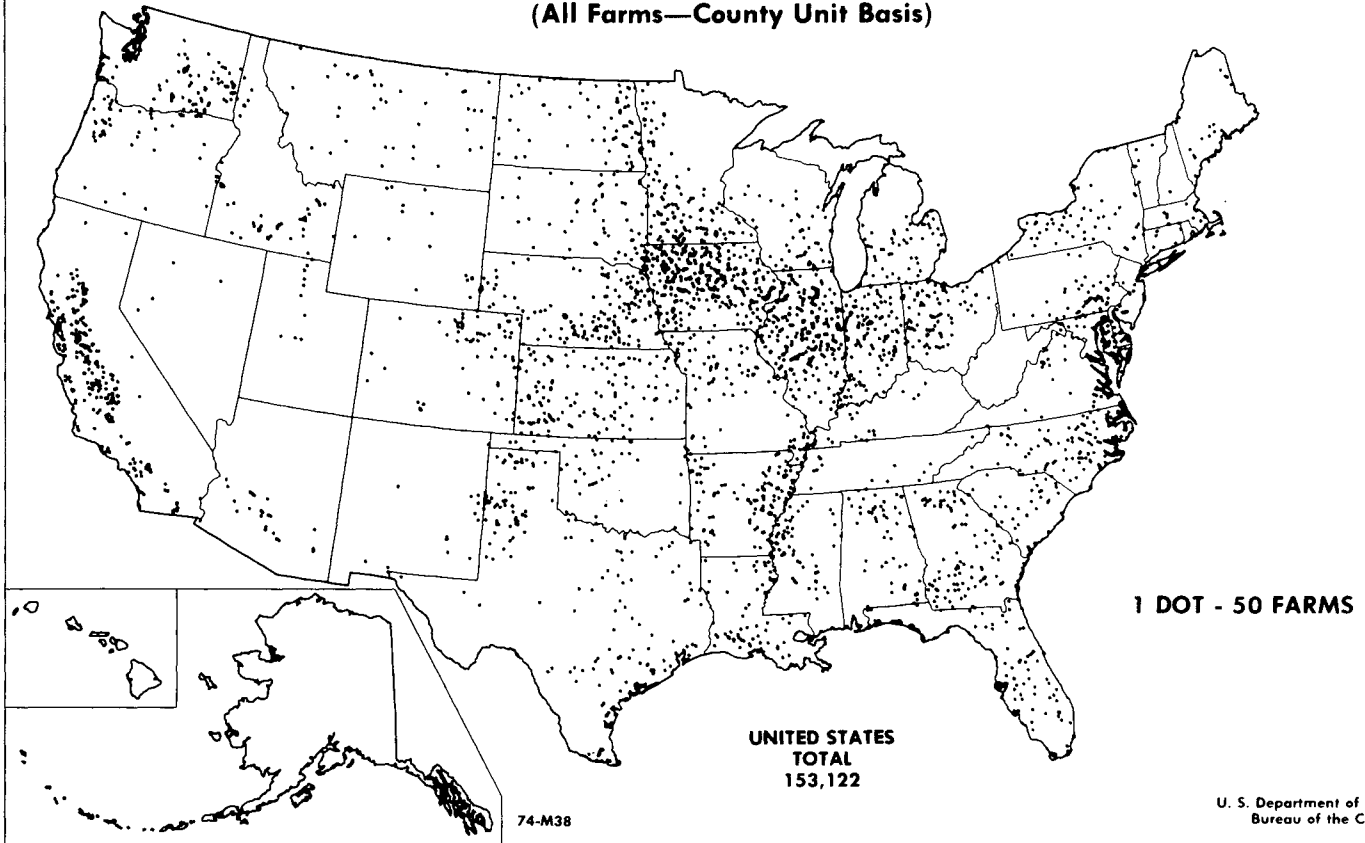 (All Farms—County Unit Basis)
1 DOT - 50 FARMS
UNITED STATES
TOTAL
153,122
74-M38
U. S. Department of
Bureau of the C